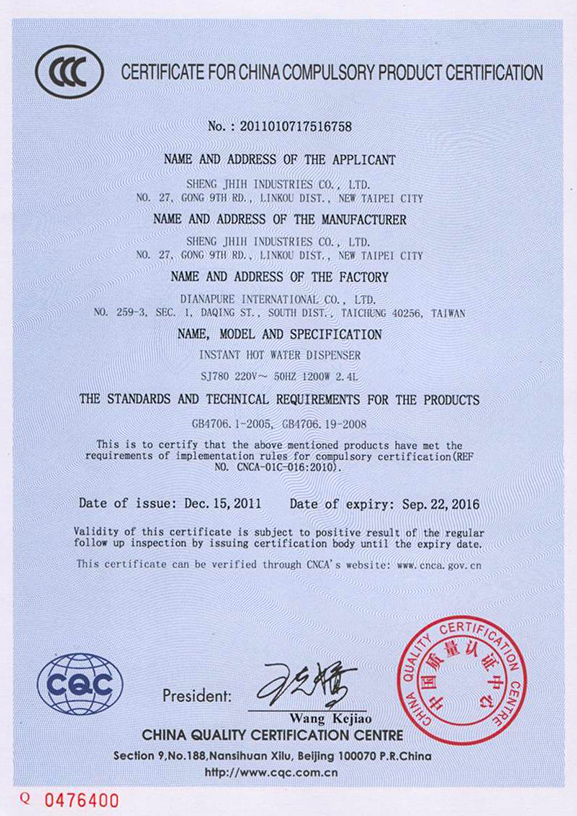 CCC
CERTIFICATE FOR CHINA COMPULSORY PRODUCT CERTIFICATION
No. : 2011010717516758
NAME AND ADDRESS OF THE APPLICANT
SHENG JHIH INDUSTRIES CO., LTD.
NO. 27, GONG 9TH RD., LINKOU DIST., NEW TAIPEI CITY
NAME AND ADDRESS OF THE MANUFACTURER
SHENG JHIH INDUSTRIES CO., LTD.
NO. 27, GONG 9TH RD., LINKOU DIST., NEW TAIPEI CITY
NAME AND ADDRESS OF THE FACTORY
DIANAPURE INTERNATIONAL CO., LTD.
NO. 259-3, SEC. 1, DAQING ST., SOUTH DIST., TAICHUNG 40256, TAIWAN
NAME, MODEL AND SPECIFICATION
INSTANT HOT WATER DISPENSER
SJ780 220V～ 50HZ 1200W 2.4L
THE STANDARDS AND TECHNICAL REQUIREMENTS FOR THE PRODUCTS
GB4706.1-2005, GB4706.19-2008
This is to certify that the above mentioned products have met the
requirements of implementation rules for compulsory certification(REF
NO. CNCA-01C-016:2010).
Date of issue: Dec. 15, 2011 Date of expiry: Sep. 22, 2016
Validity of this certificate is subject to positive result of the regular
follow up inspection by issuing certification body until the expiry date.
This certificate can be verified through CNCA's website: www.cnca.gov.cn
CQC
President:
Wang Kejiao
CHINA QUALITY CERTIFICATION CENTRE
中国质量认证中心
CHINA QUALITY CERTIFICATION CENTRE
Section 9,No.188,Nansihuan Xilu, Beijing 100070 P.R.China
http://www.cqc.com.cn
Q 0476400